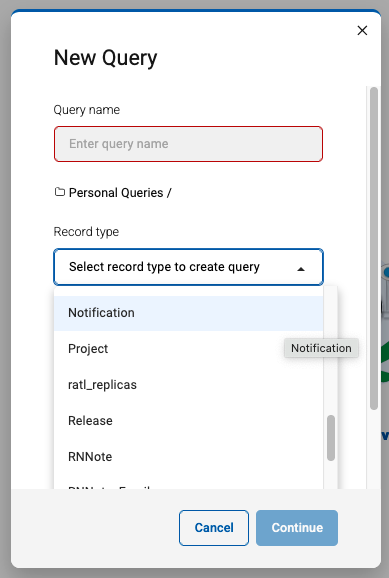 New Query
Query name
Enter query name
Personal Queries /
Record type
Select record type to create query
Notification
Project
Notification
ratl_replicas
Release
RNNote
Cancel
Continue